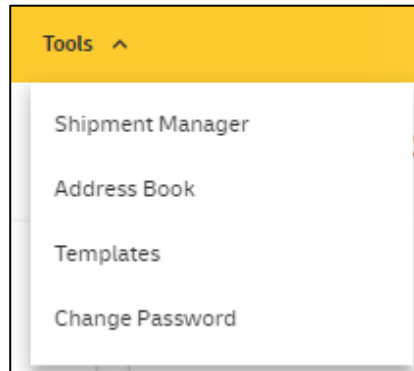 Tools
Shipment Manager
Address Book
Templates
Change Password